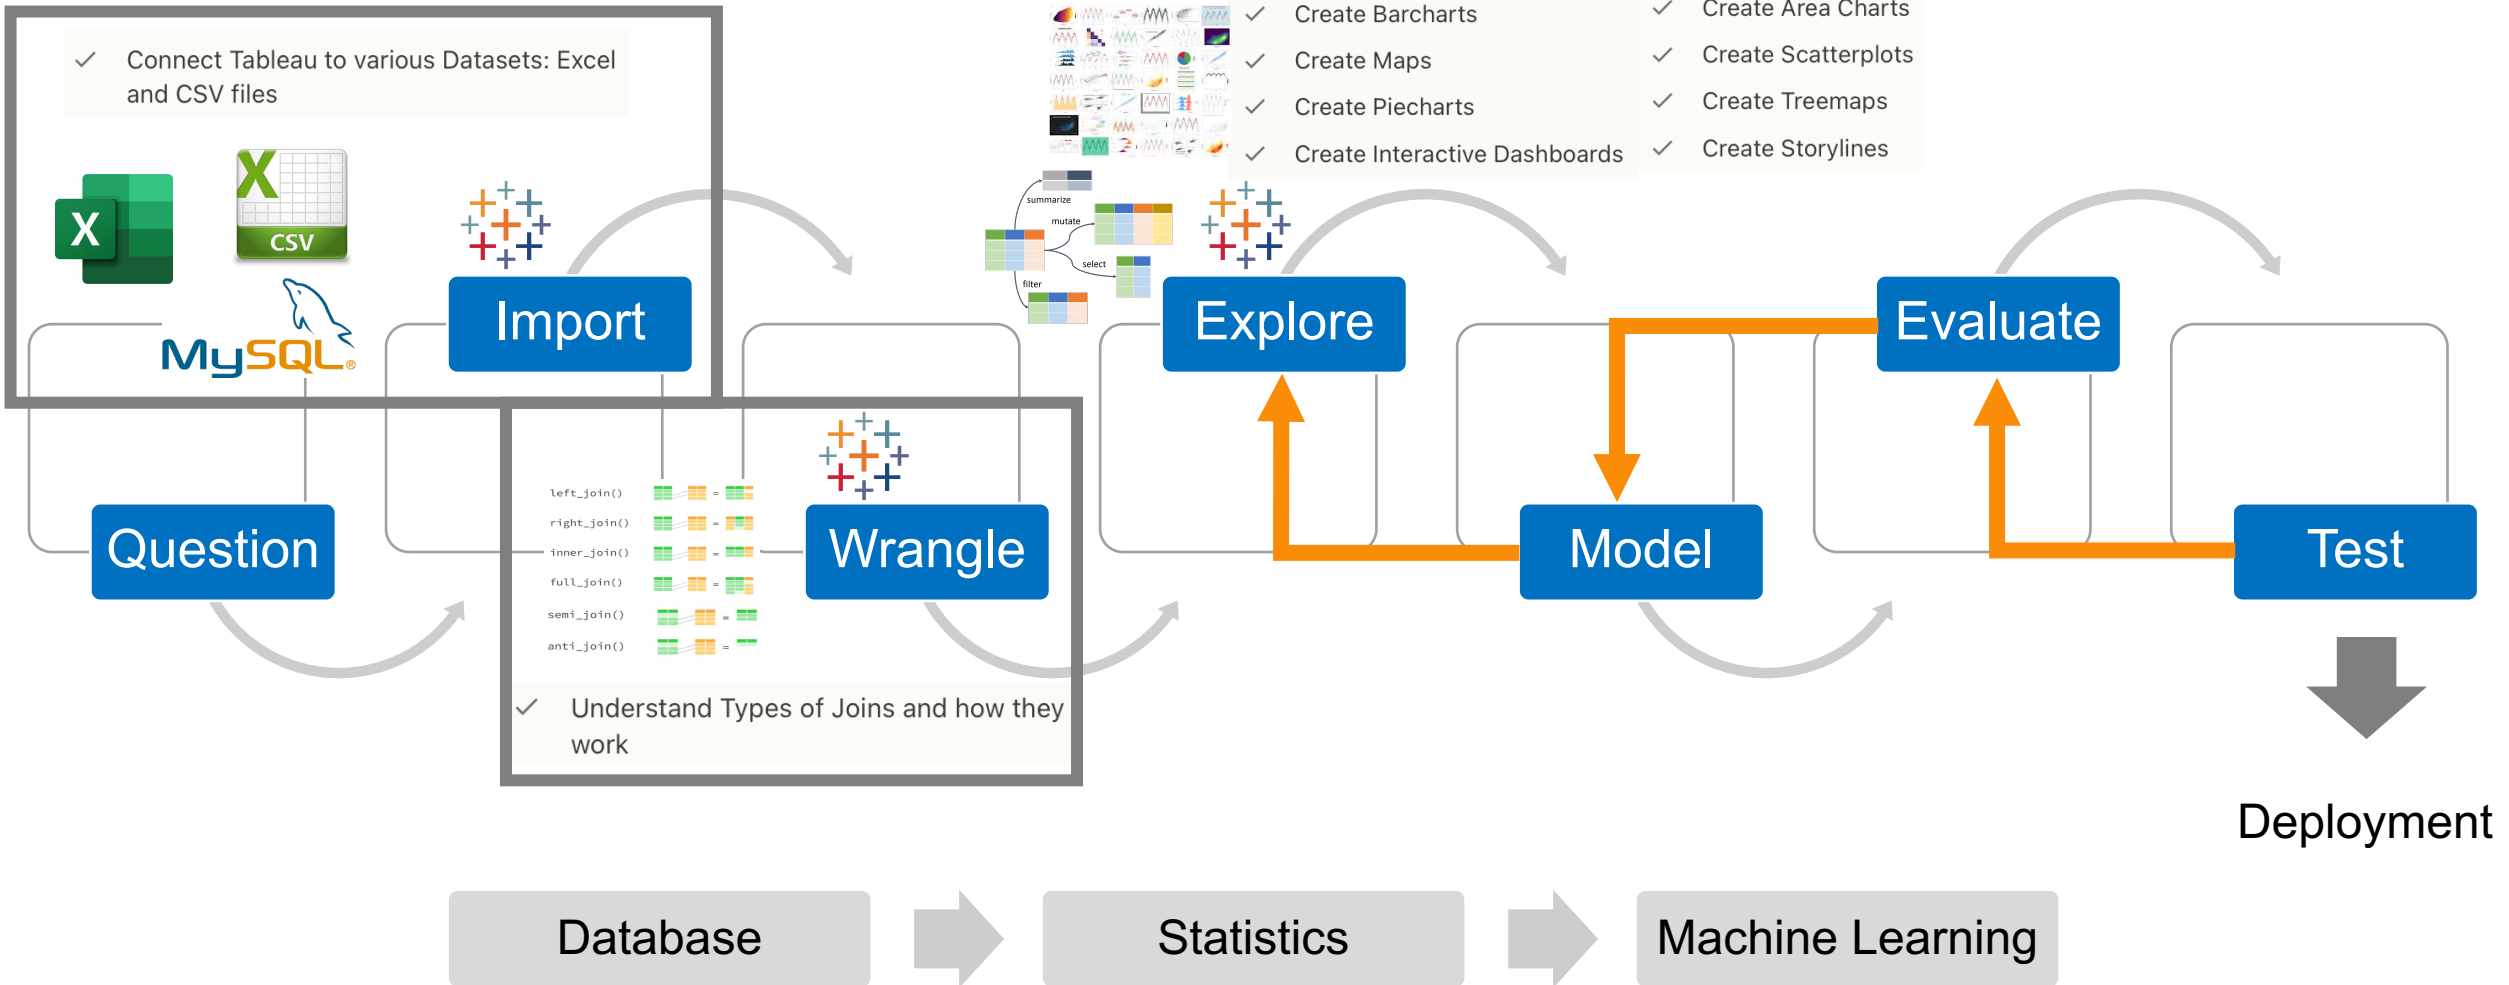 Connect Tableau to various Datasets: Excel
and CSV files
X
X
CSV
MySQL®
Create Barcharts
Create Maps
Create Piecharts
Create Interactive Dashboards
Create Area Charts
Create Scatterplots
Create Treemaps
Create Storylines
summarize
mutate
select
filter
Import
Explore
Evaluate
left_join()
=
right_join()
=
inner_join()
=
full_join()
=
semi_join()
=
anti_join()
=
Question
Wrangle
Model
Test
Understand Types of Joins and how they
work
Deployment
Database
Statistics
Machine Learning